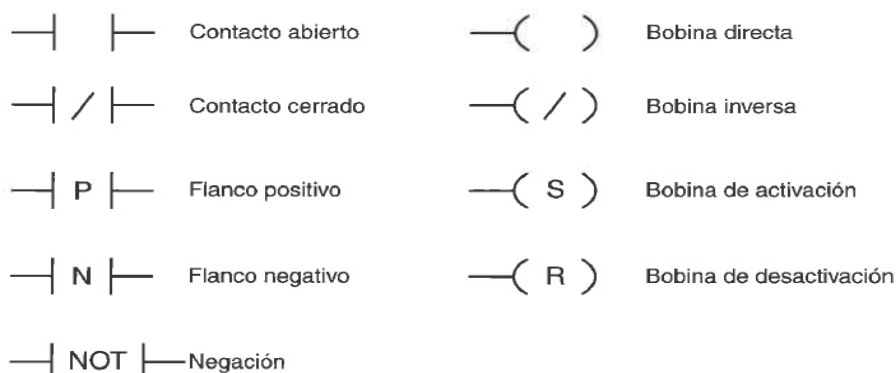 Contacto abierto
Bobina directa
/ Contacto cerrado
/ Bobina inversa
P Flanco positivo
S Bobina de activación
N Flanco negativo
R Bobina de desactivación
NOT Negación